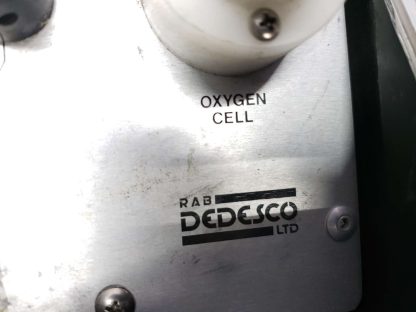 OXYGEN
CELL
RAB
DEDESCO
LTD